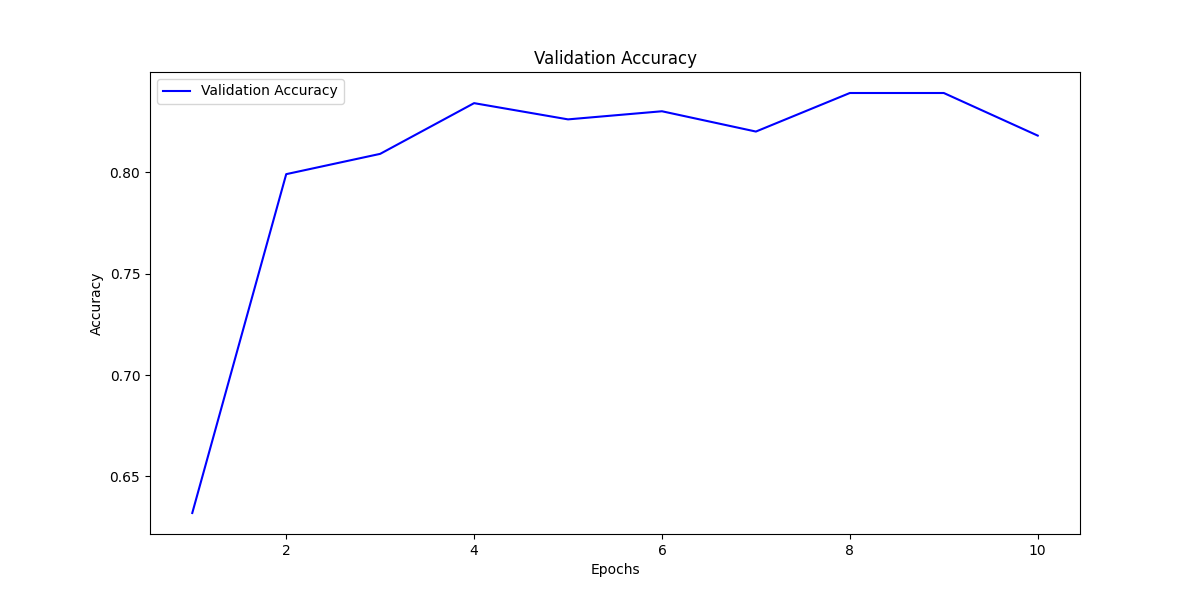 Validation Accuracy
Validation Accuracy
0.80
0.75
0.70
0.65
Accuracy
2 4 6 8 10
Epochs